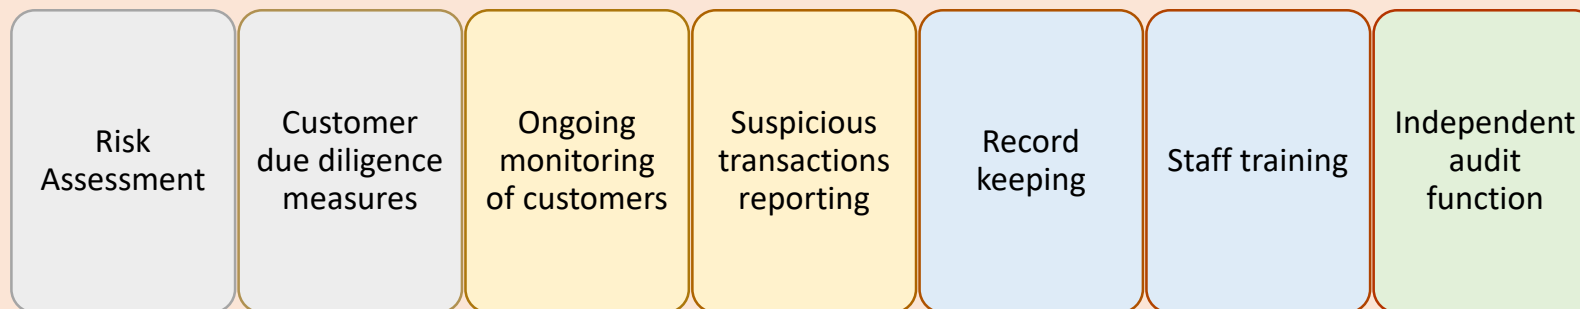 Risk
Assessment
Customer
due diligence
measures
Ongoing
monitoring
of customers
Suspicious
transactions
reporting
Record
keeping
Staff training
Independent
audit
function